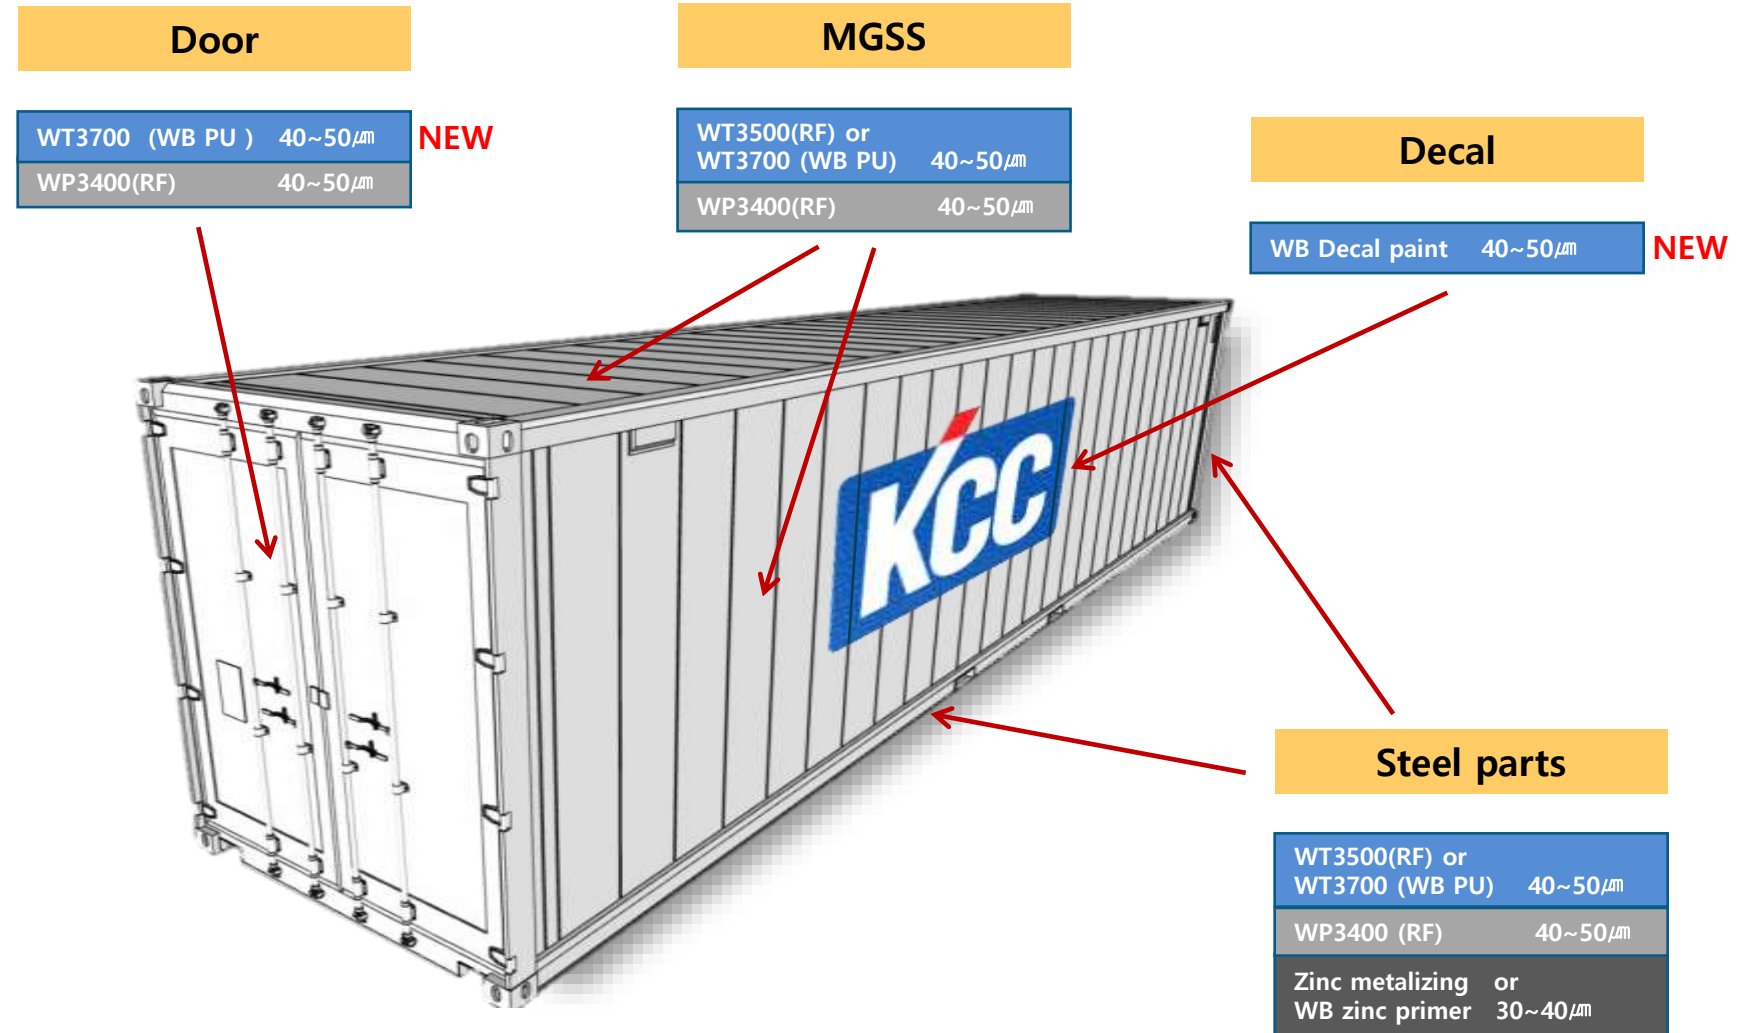 Door
WT3700 (WB PU ) 40~50㎛
NEW
WP3400(RF) 40~50㎛
MGSS
WT3500(RF) or
WT3700 (WB PU) 40~50㎛
WP3400(RF) 40~50㎛
Decal
WB Decal paint 40~50㎛
NEW
KCC
Steel parts
WT3500(RF) or
WT3700 (WB PU) 40~50㎛
WP3400 (RF) 40~50㎛
Zinc metalizing or
WB zinc primer 30~40㎛